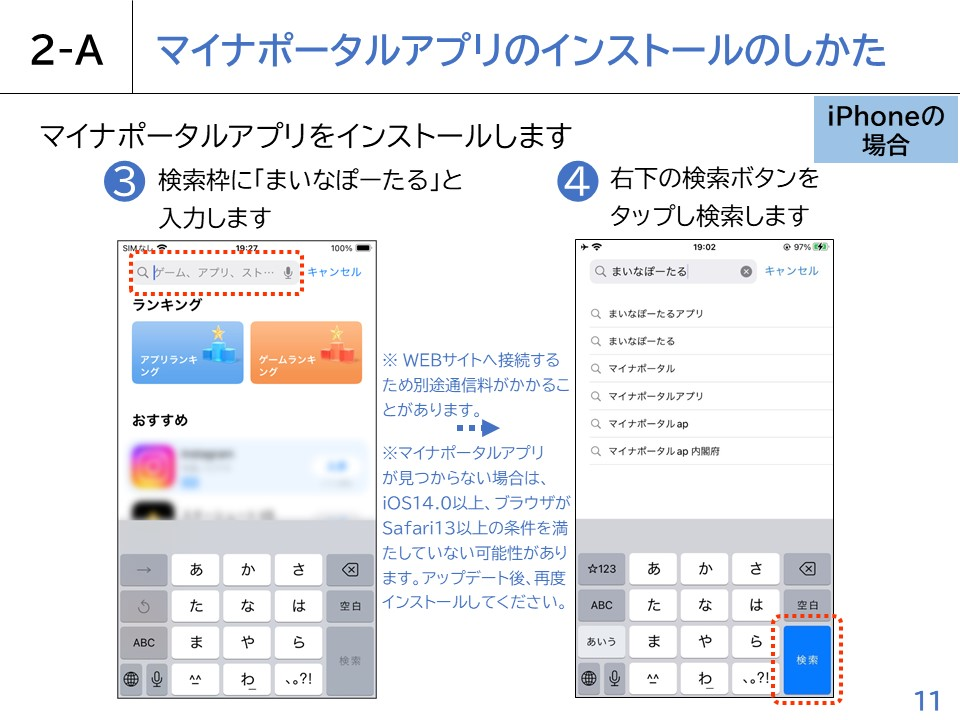 2-A
マイナポータルアプリのインストールのしかた
iPhoneの
場合
マイナポータルアプリをインストールします
3
検索枠に「まいなぽーたる」と
入力します
4
右下の検索ボタンを
タップし検索します
SIMなし 19:27 100%
ゲーム、アプリ、スト… キャンセル
ランキング
アプリランキ
ング
ゲームランキ
ング
おすすめ
→ あ か さ
た な は 空白
ABC ま や ら
検索
^^ わ_ 、。?!
※ WEBサイトへ接続する
ため別途通信料がかかるこ
とがあります。
※マイナポータルアプリ
が見つからない場合は、
iOS14.0以上、ブラウザが
Safari13以上の条件を満
たしていない可能性があり
ます。アップデート後、再度
インストールしてください。
19:02 97%
まいなぽーたる キャンセル
まいなぽーたるアプリ
まいなぽーたる
マイナポータル
マイナポータルアプリ
マイナポータル ap
マイナポータル ap 内閣府
☆123 あ か さ
ABC た な は 空白
あいう ま や ら
検索
^^ わ_ 、。?!
11